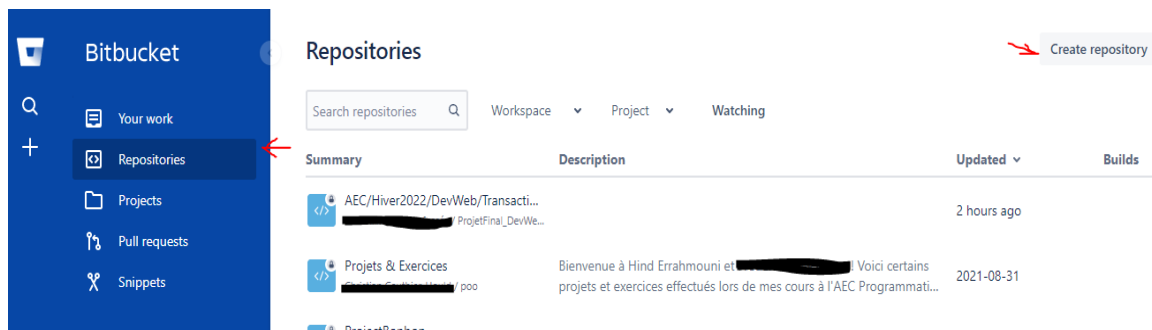 Bitbucket
Your work
Repositories
Projects
Pull requests
Snippets
Repositories
Create repository
Search repositories
Workspace
Project
Watching
Summary
Description
Updated
Builds
AEC/Hiver2022/DevWeb/Transacti...
/ ProjetFinal_DevWe...
2 hours ago
Projets & Exercices
/ poo
Bienvenue à Hind Errahmouni et ! Voici certains
projets et exercices effectués lors de mes cours à l'AEC Programmati...
2021-08-31